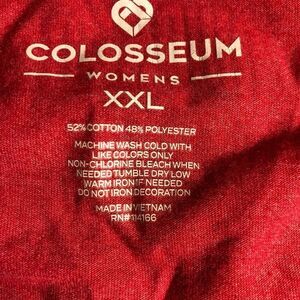 COLOSSEUM
WOMENS
XXL
52% COTTON 48% POLYESTER
MACHINE WASH COLD WITH
LIKE COLORS ONLY
NON-CHLORINE BLEACH WHEN
NEEDED TUMBLE DRY LOW
WARM IRON IF NEEDED
DO NOT IRON DECORATION
MADE IN VIETNAM
RN#114166